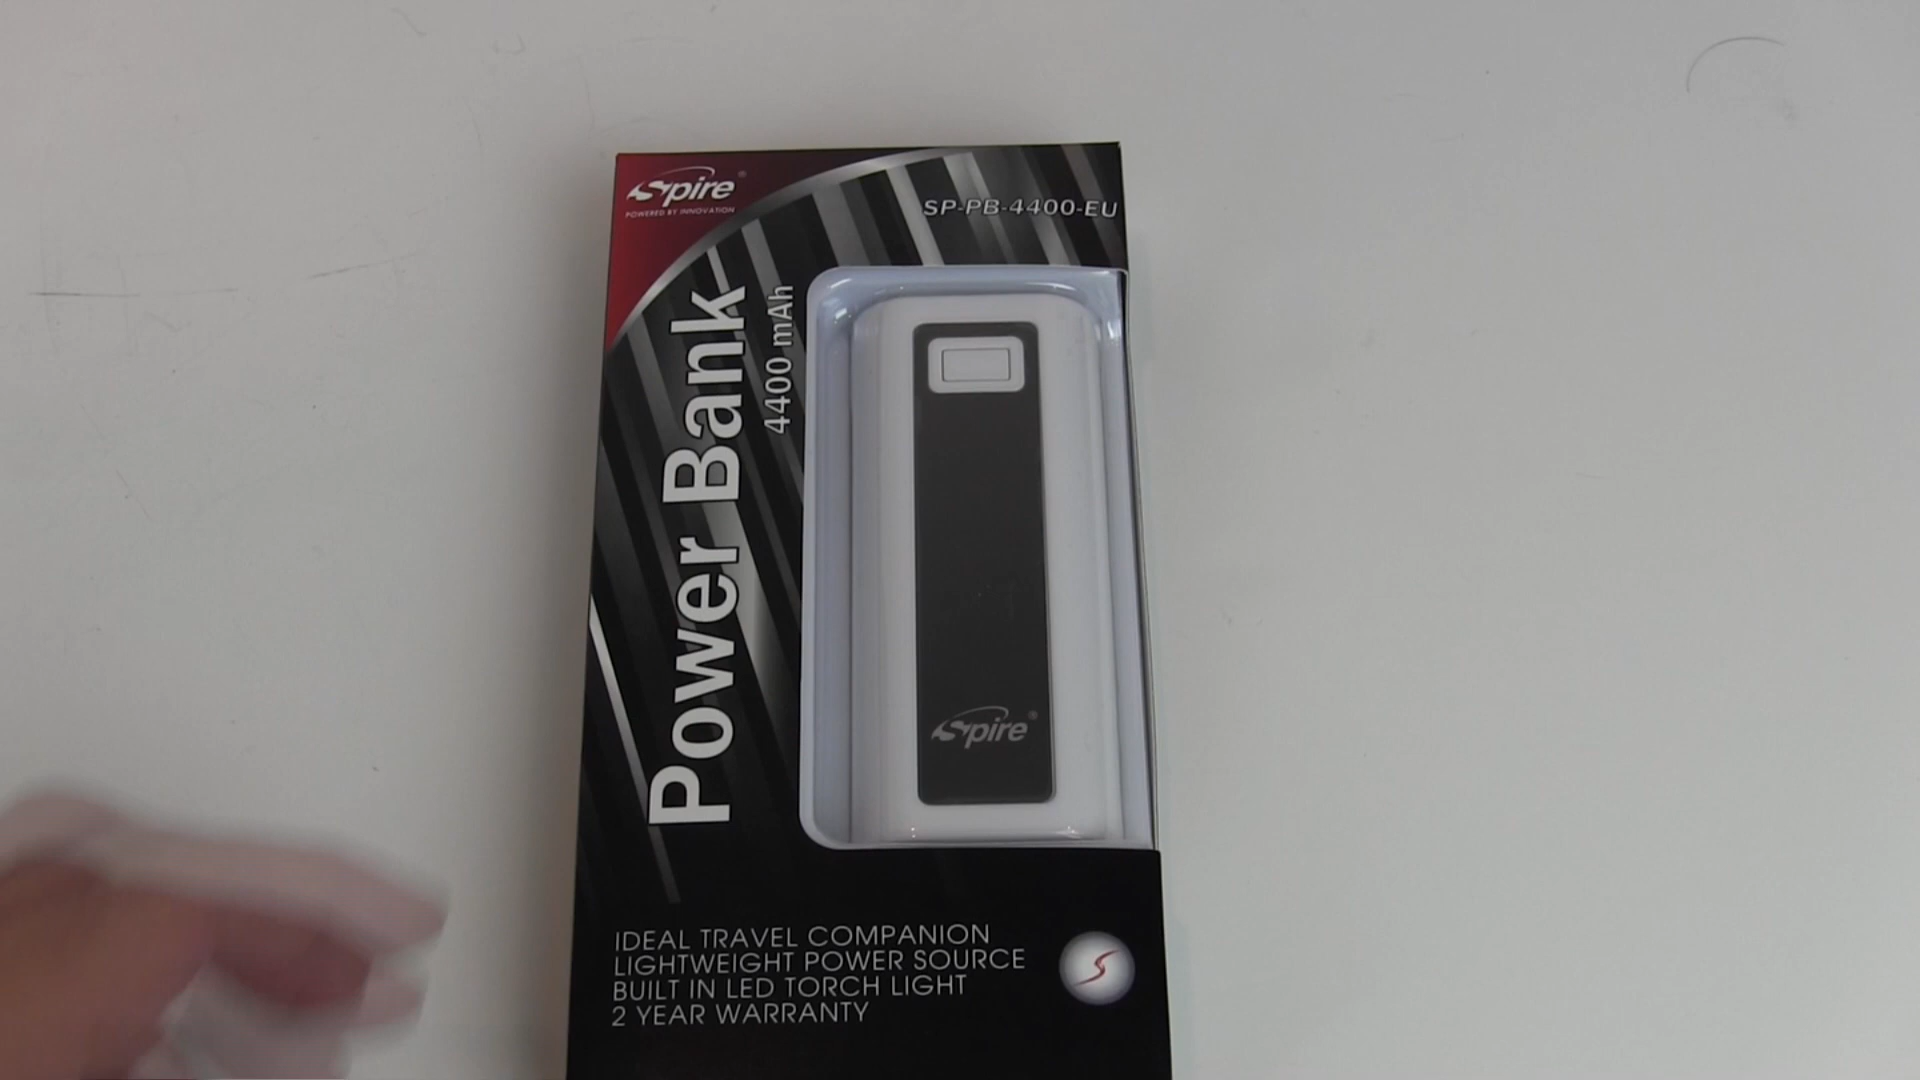 Spire®
POWERED BY INNOVATION
SP-PB-4400-EU
Power Bank
4400 mAh
Spire®
IDEAL TRAVEL COMPANION
LIGHTWEIGHT POWER SOURCE
BUILT IN LED TORCH LIGHT
2 YEAR WARRANTY